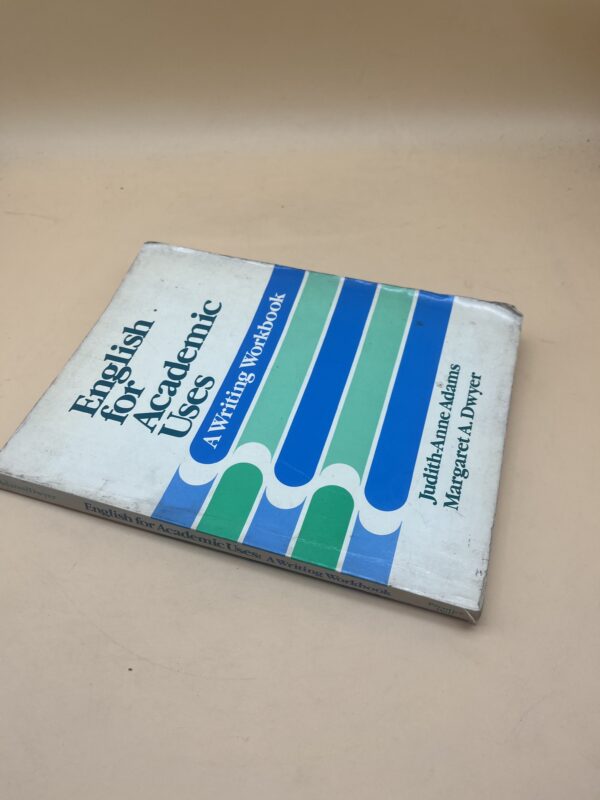 English
for
Academic
Uses
A Writing Workbook
Judith-Anne Adams
Margaret A. Dwyer
English for Academic Uses: A Writing Workbook